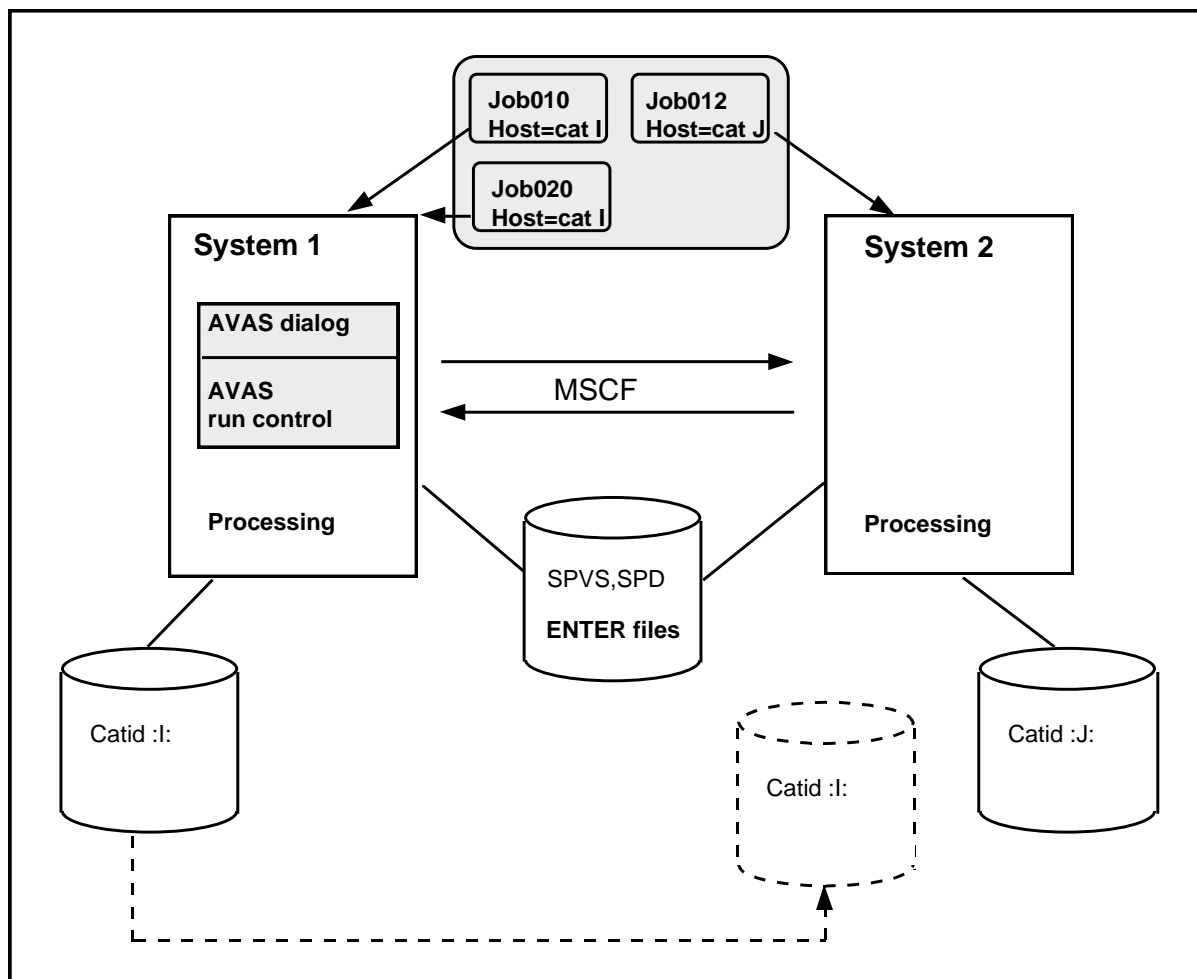 Job010
Host=cat I
Job012
Host=cat J
Job020
Host=cat I
System 1
System 2
AVAS dialog
AVAS
run control
MSCF
Processing
Processing
SPVS,SPD
ENTER files
Catid :I:
Catid :I:
Catid :J: